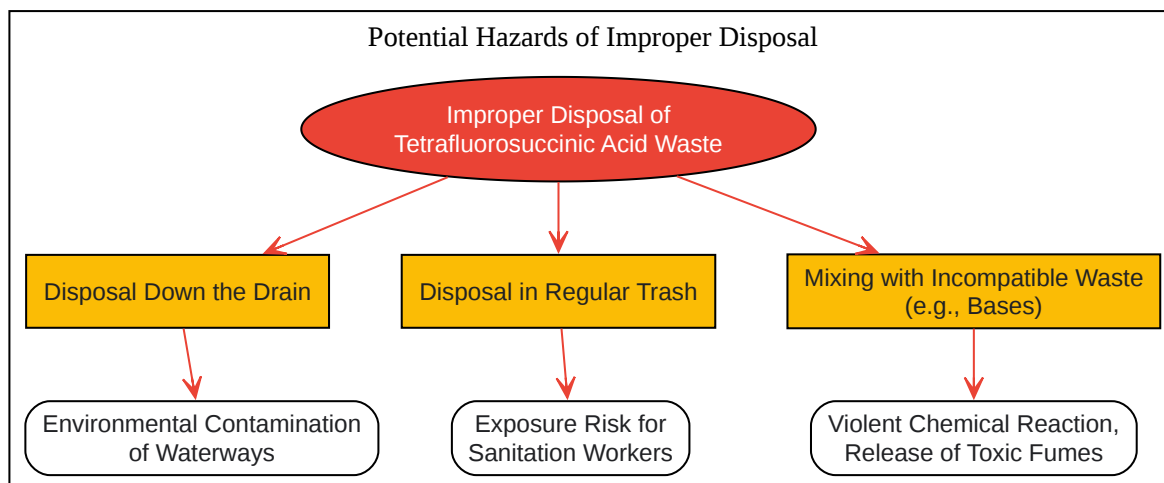 Potential Hazards of Improper Disposal
Improper Disposal of
Tetrafluorosuccinic Acid Waste
Disposal Down the Drain
Disposal in Regular Trash
Mixing with Incompatible Waste
(e.g., Bases)
Environmental Contamination
of Waterways
Exposure Risk for
Sanitation Workers
Violent Chemical Reaction,
Release of Toxic Fumes